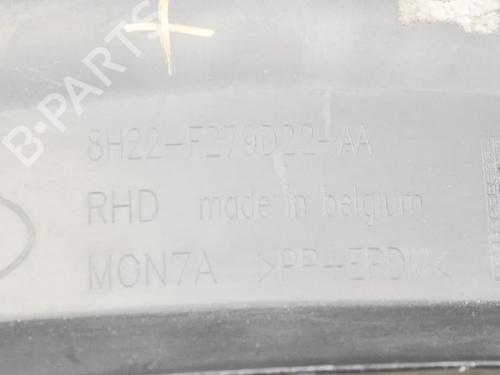 8H22-F279D22-AA
RHD made in belgium
MON7A >PP+EPDM<
B-PARTS